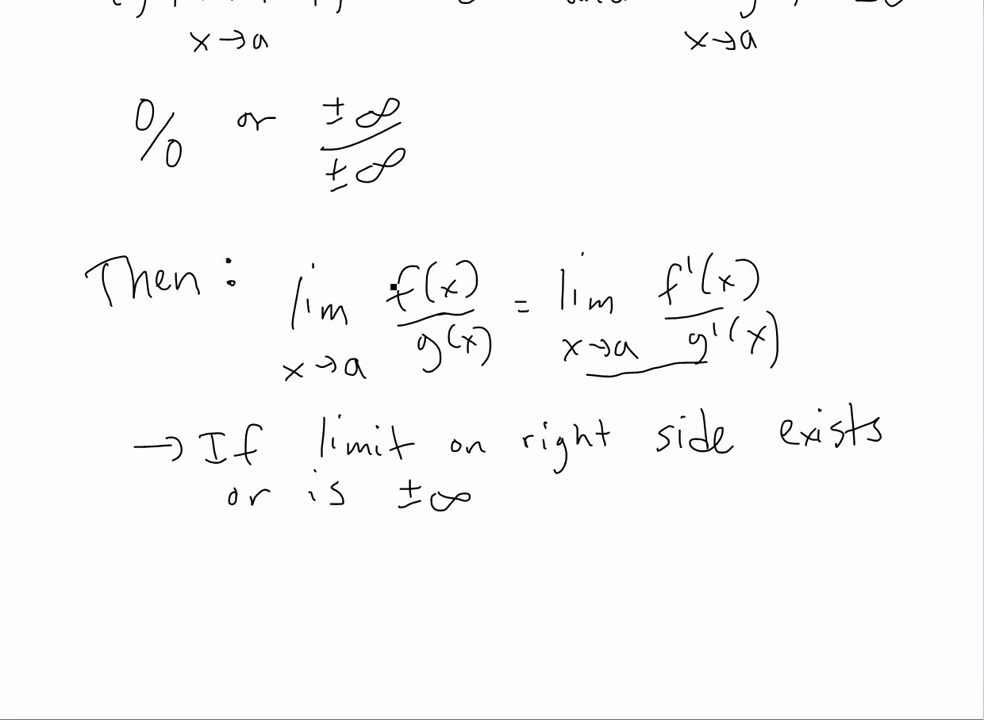 x→a x→a
0/0 or ±∞/±∞
Then: lim x→a f(x)/g(x) = lim x→a f'(x)/g'(x)
→ If limit on right side exists
or is ±∞